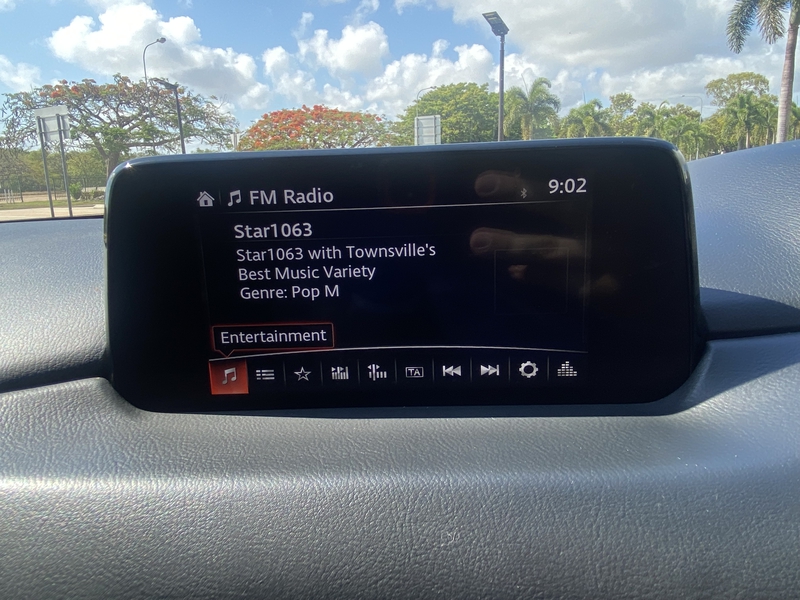 FM Radio
9:02
Star1063
Star1063 with Townsville's
Best Music Variety
Genre: Pop M
Entertainment
TA